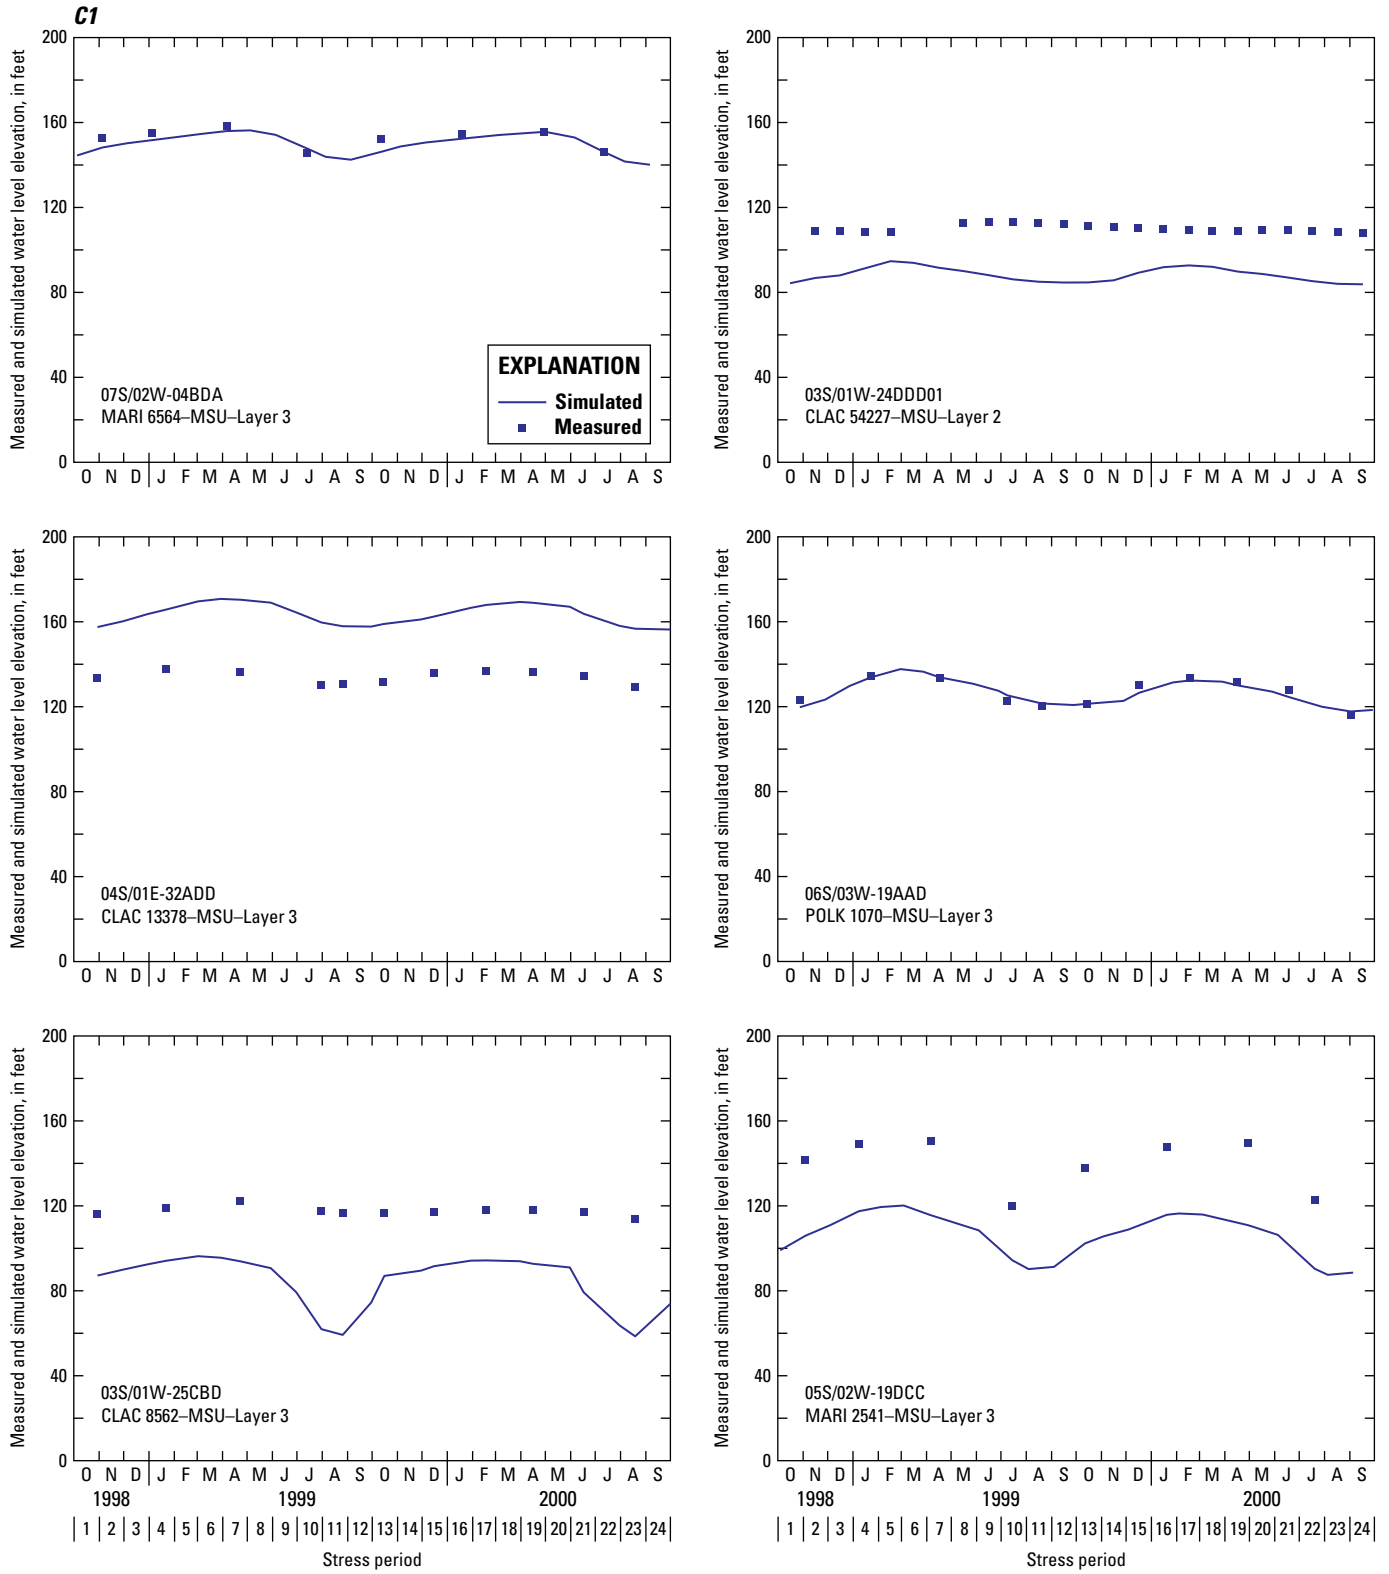 C1
Measured and simulated water level elevation, in feet
200
160
120
80
40
0
EXPLANATION
Simulated
Measured
07S/02W-04BDA
MARI 6564–MSU–Layer 3
O N D J F M A M J J A S O N D J F M A M J J A S
Measured and simulated water level elevation, in feet
200
160
120
80
40
0
03S/01W-24DDD01
CLAC 54227–MSU–Layer 2
O N D J F M A M J J A S O N D J F M A M J J A S
Measured and simulated water level elevation, in feet
200
160
120
80
40
0
04S/01E-32ADD
CLAC 13378–MSU–Layer 3
O N D J F M A M J J A S O N D J F M A M J J A S
Measured and simulated water level elevation, in feet
200
160
120
80
40
0
06S/03W-19AAD
POLK 1070–MSU–Layer 3
O N D J F M A M J J A S O N D J F M A M J J A S
Measured and simulated water level elevation, in feet
200
160
120
80
40
0
03S/01W-25CBD
CLAC 8562–MSU–Layer 3
O N D J F M A M J J A S O N D J F M A M J J A S
1998 1999 2000
1 2 3 4 5 6 7 8 9 10 11 12 13 14 15 16 17 18 19 20 21 22 23 24
Stress period
Measured and simulated water level elevation, in feet
200
160
120
80
40
0
05S/02W-19DCC
MARI 2541–MSU–Layer 3
O N D J F M A M J J A S O N D J F M A M J J A S
1998 1999 2000
1 2 3 4 5 6 7 8 9 10 11 12 13 14 15 16 17 18 19 20 21 22 23 24
Stress period